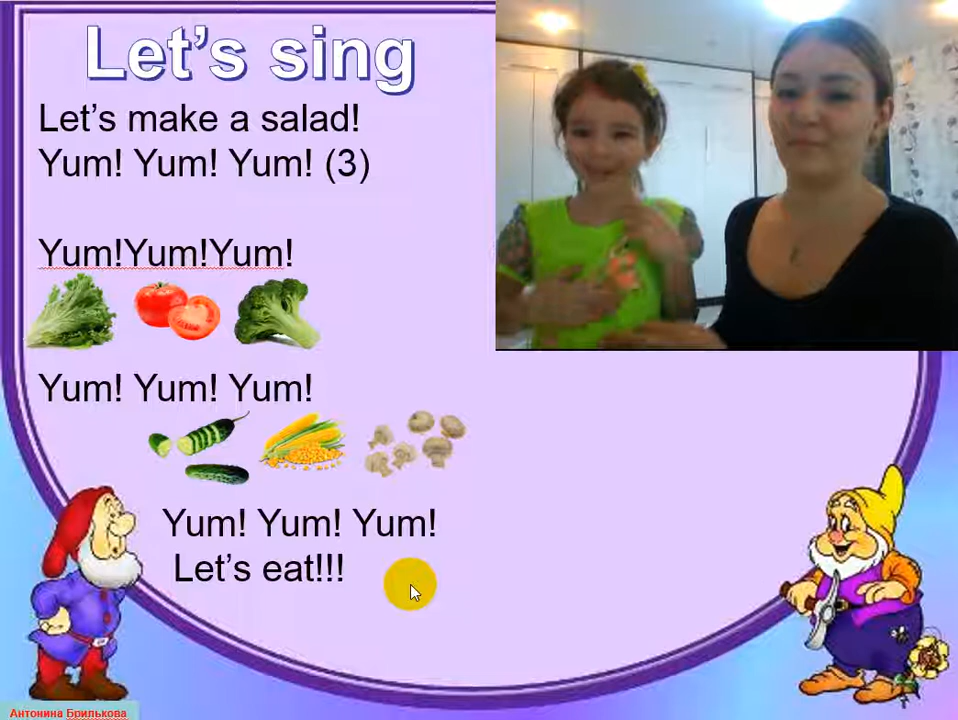 Let's sing
Let's make a salad!
Yum! Yum! Yum! (3)
Yum!Yum!Yum!
Yum! Yum! Yum!
Yum! Yum! Yum!
Let's eat!!!
Антонина Брилькова